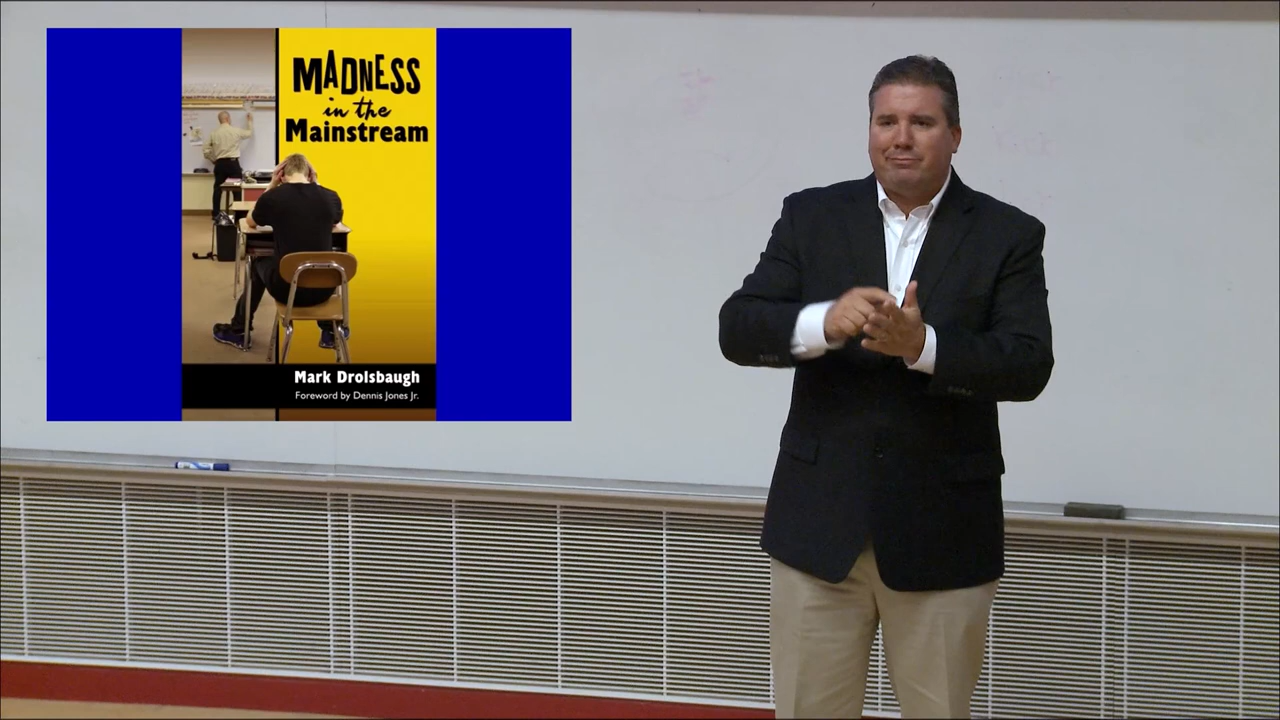 MADNESS
in the
Mainstream
Mark Drolsbaugh
Foreword by Dennis Jones Jr.